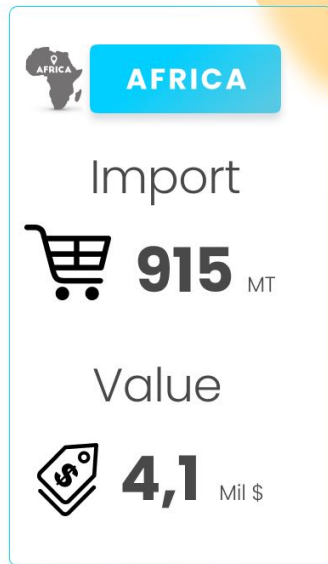 AFRICA
AFRICA
Import
915 MT
Value
$
4,1 Mil $